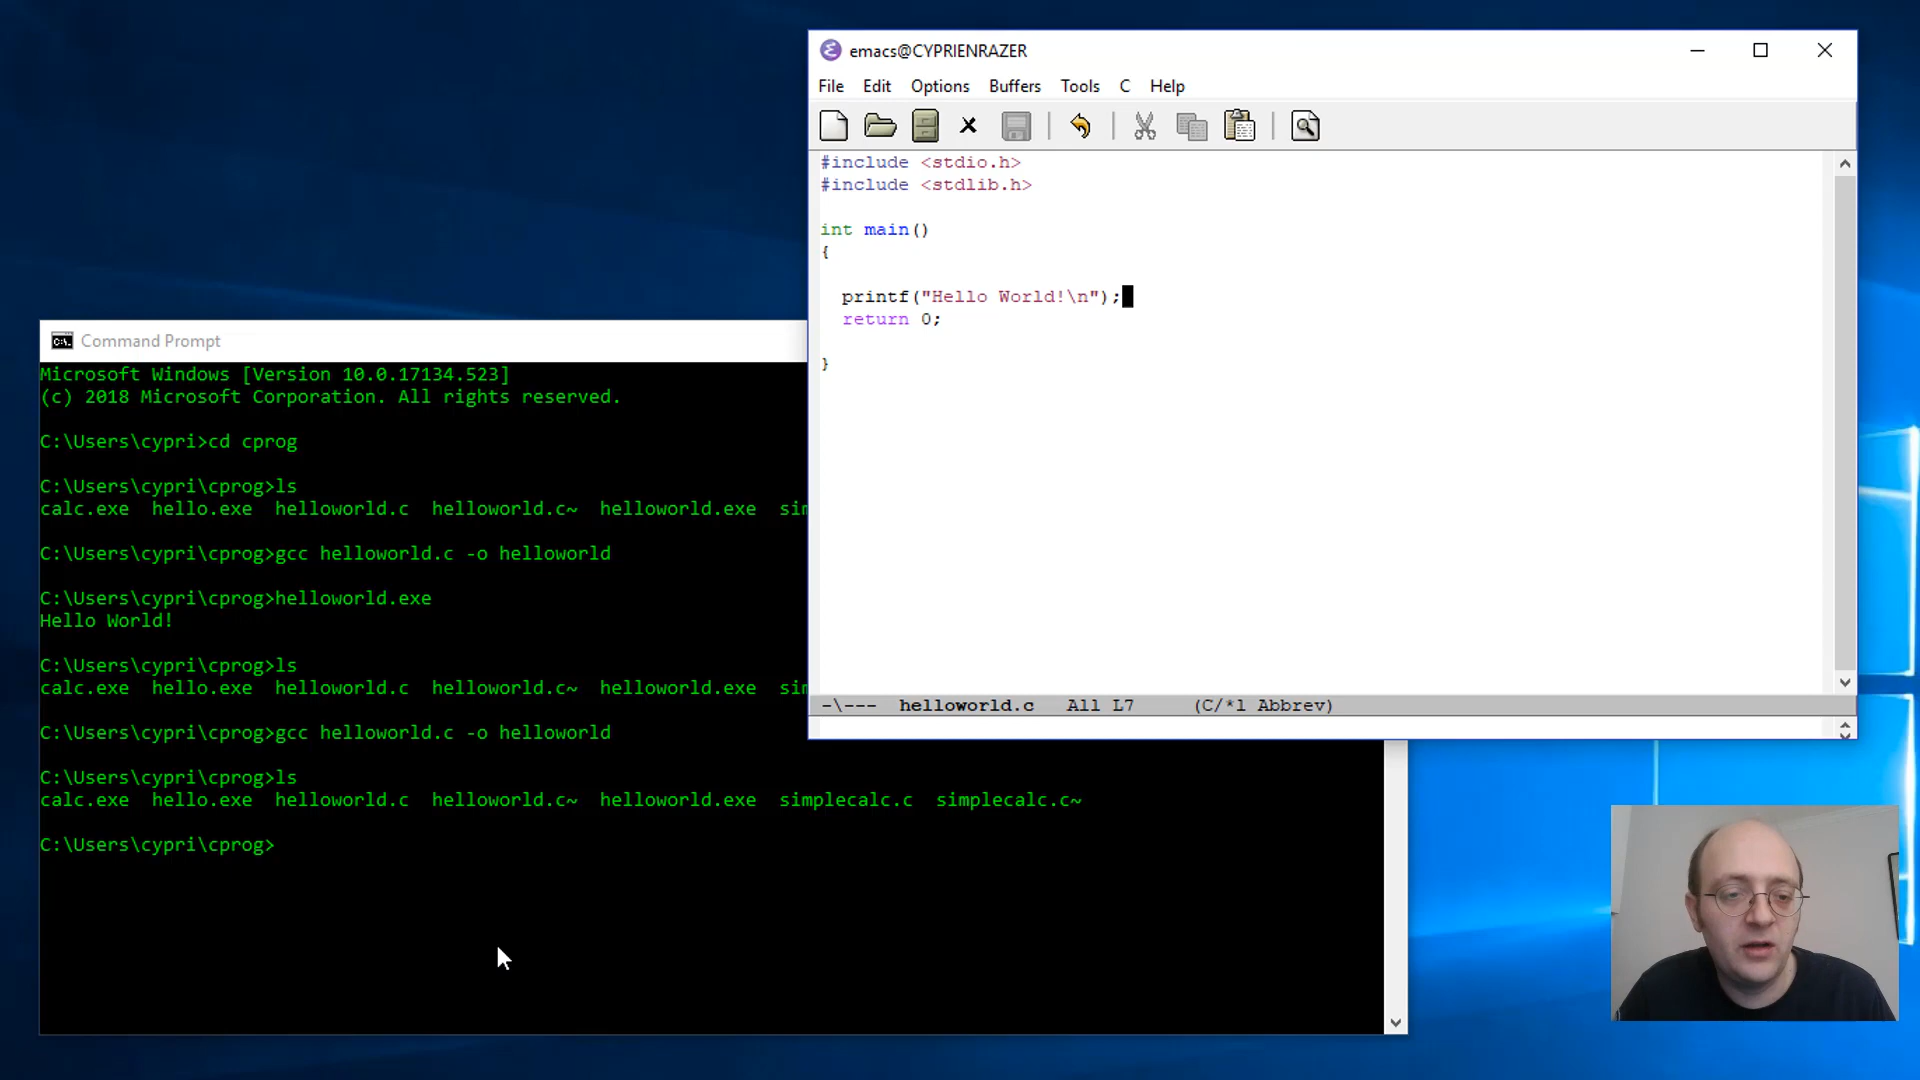 emacs@CYPRIENRAZER
File Edit Options Buffers Tools C Help
#include <stdio.h>
#include <stdlib.h>
int main()
{
printf("Hello World!\n");
return 0;
}
-\--- helloworld.c All L7 (C/*l Abbrev)
Command Prompt
Microsoft Windows [Version 10.0.17134.523]
(c) 2018 Microsoft Corporation. All rights reserved.
C:\Users\cypri>cd cprog
C:\Users\cypri\cprog>ls
calc.exe hello.exe helloworld.c helloworld.c~ helloworld.exe sim
C:\Users\cypri\cprog>gcc helloworld.c -o helloworld
C:\Users\cypri\cprog>helloworld.exe
Hello World!
C:\Users\cypri\cprog>ls
calc.exe hello.exe helloworld.c helloworld.c~ helloworld.exe sim
C:\Users\cypri\cprog>gcc helloworld.c -o helloworld
C:\Users\cypri\cprog>ls
calc.exe hello.exe helloworld.c helloworld.c~ helloworld.exe simplecalc.c simplecalc.c~
C:\Users\cypri\cprog>